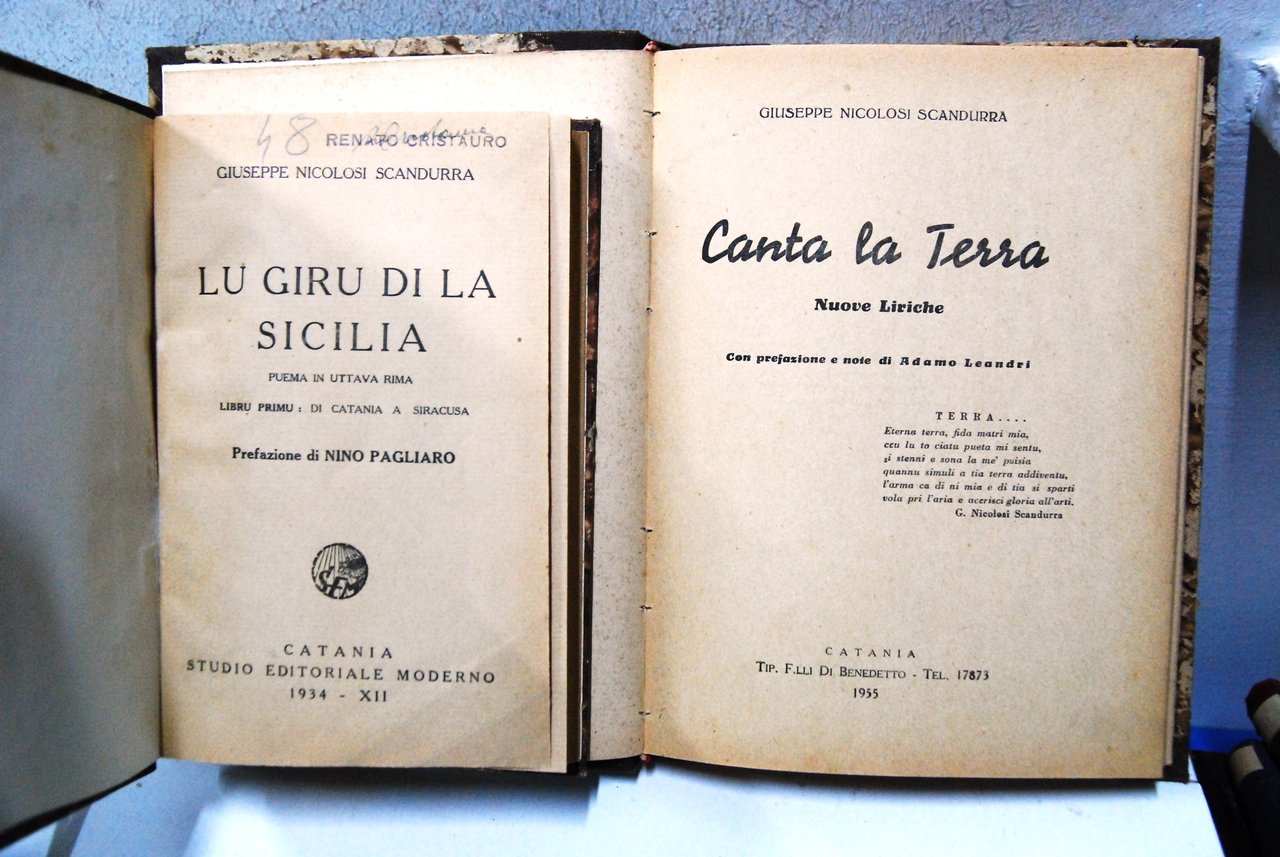 48
RENATO CRISTAURO
GIUSEPPE NICOLOSI SCANDURRA
LU GIRU DI LA
SICILIA
PUEMA IN UTTAVA RIMA
LIBRU PRIMU : DI CATANIA A SIRACUSA
Prefazione di NINO PAGLIARO
SEM
CATANIA
STUDIO EDITORIALE MODERNO
1934 - XII
GIUSEPPE NICOLOSI SCANDURRA
Canta la Terra
Nuove Liriche
Con prefazione e note di Adamo Leandri
TERRA....
Eterna terra, fida matri mia,
ccu lu to ciatu pueta mi sentu,
si stenni e sona la me' puisia
quannu simuli a tia terra addiventu,
l'arma ca di ni mia e di tia si sparti
vola pri l'aria e acerisci gloria all'arti.
G. Nicolosi Scandurra
CATANIA
TIP. F.LLI DI BENEDETTO - TEL. 17873
1955